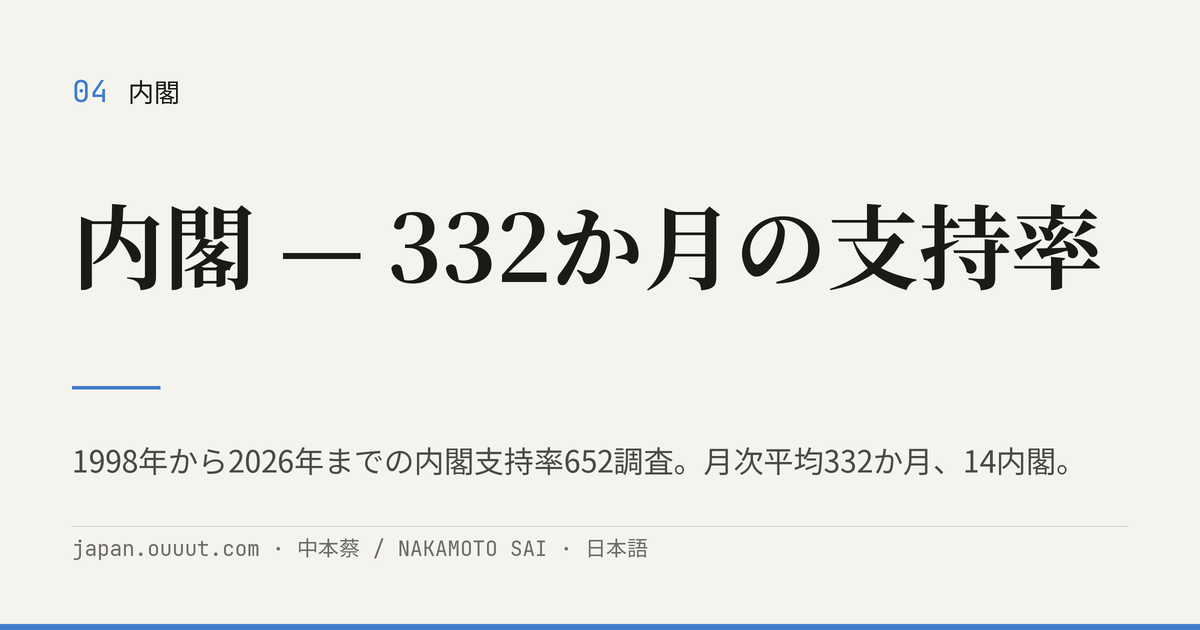 04 内閣
内閣 — 332か月の支持率
1998年から2026年までの内閣支持率652調査。月次平均332か月、14内閣。
japan.ouuut.com · 中本蔡 / NAKAMOTO SAI · 日本語